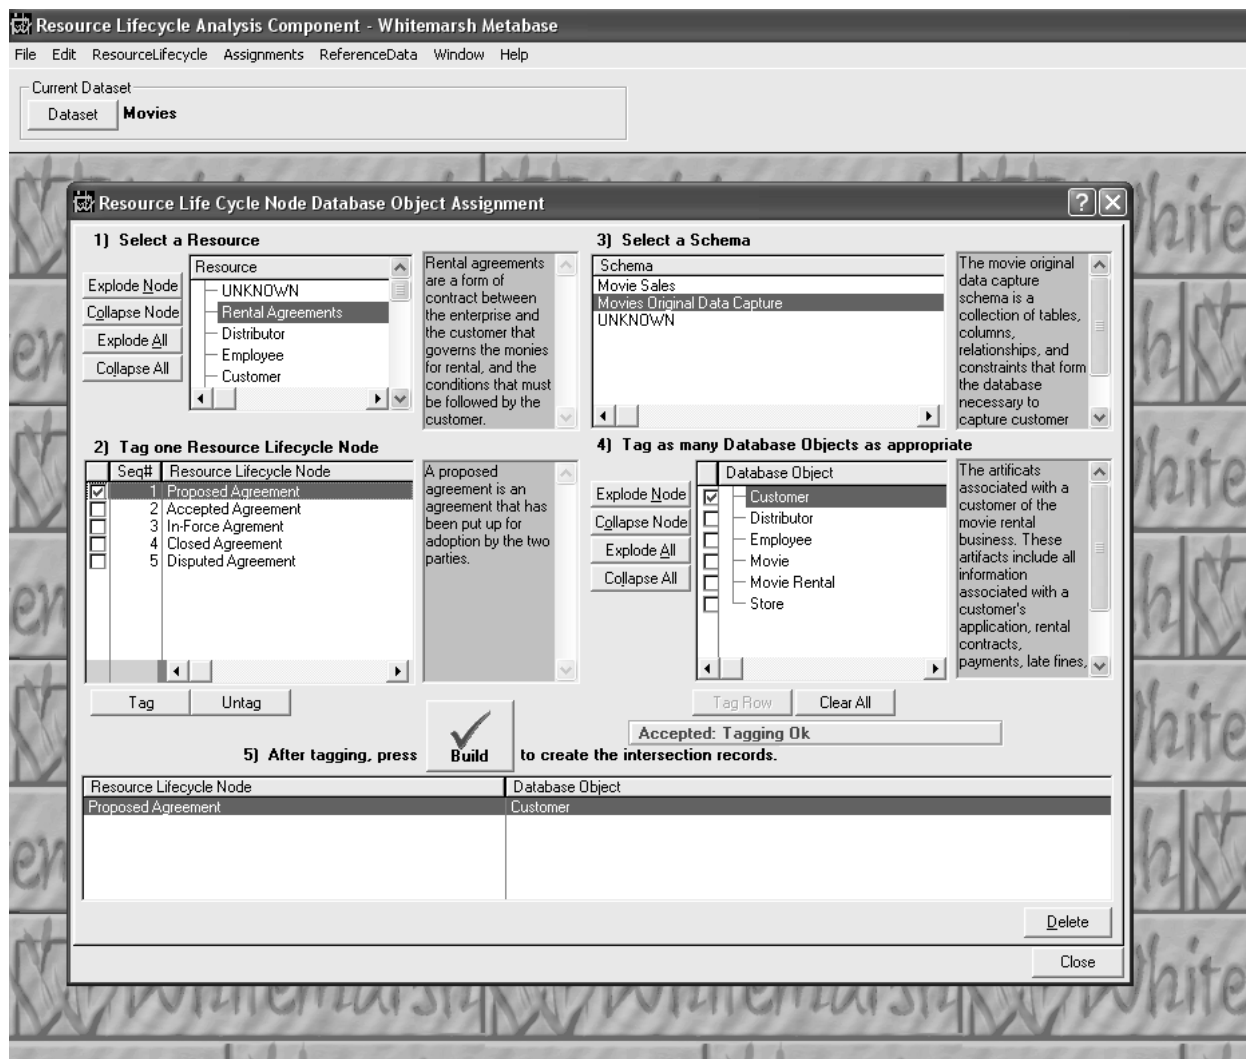 Resource Lifecycle Analysis Component - Whitemarsh Metabase
File Edit ResourceLifecycle Assignments ReferenceData Window Help
Current Dataset
Dataset Movies
Resource Life Cycle Node Database Object Assignment
1) Select a Resource
Explode Node
Collapse Node
Explode All
Collapse All
Resource
UNKNOWN
Rental Agreements
Distributor
Employee
Customer
Rental agreements
are a form of
contract between
the enterprise and
the customer that
governs the monies
for rental, and the
conditions that must
be followed by the
customer.
3) Select a Schema
Schema
Movie Sales
Movies Original Data Capture
UNKNOWN
The movie original
data capture
schema is a
collection of tables,
columns,
relationships, and
constraints that form
the database
necessary to
capture customer
2) Tag one Resource Lifecycle Node
Seq# Resource Lifecycle Node
1 Proposed Agreement
2 Accepted Agreement
3 In-Force Agrement
4 Closed Agreement
5 Disputed Agreement
A proposed
agreement is an
agreement that has
been put up for
adoption by the two
parties.
Tag Untag
4) Tag as many Database Objects as appropriate
Explode Node
Collapse Node
Explode All
Collapse All
Database Object
Customer
Distributor
Employee
Movie
Movie Rental
Store
The artificats
associated with a
customer of the
movie rental
business. These
artifacts include all
information
associated with a
customer's
application, rental
contracts,
payments, late fines,
Tag Row Clear All
Accepted: Tagging Ok
5) After tagging, press Build to create the intersection records.
Resource Lifecycle Node Database Object
Proposed Agreement Customer
Delete
Close
Whitemarsh